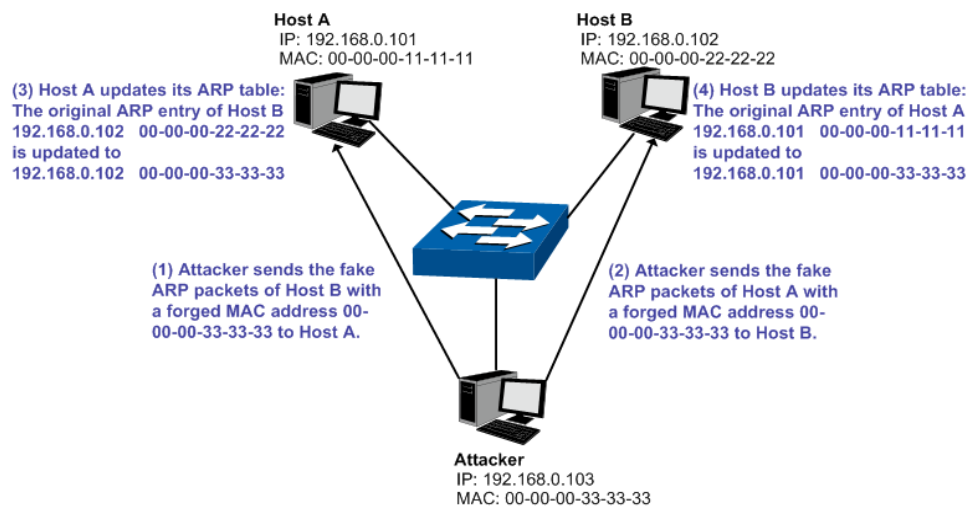 Host A
IP: 192.168.0.101
MAC: 00-00-00-11-11-11
Host B
IP: 192.168.0.102
MAC: 00-00-00-22-22-22
(3) Host A updates its ARP table:
The original ARP entry of Host B
192.168.0.102 00-00-00-22-22-22
is updated to
192.168.0.102 00-00-00-33-33-33
(4) Host B updates its ARP table:
The original ARP entry of Host A
192.168.0.101 00-00-00-11-11-11
is updated to
192.168.0.101 00-00-00-33-33-33
(1) Attacker sends the fake
ARP packets of Host B with
a forged MAC address 00-
00-00-33-33-33 to Host A.
(2) Attacker sends the fake
ARP packets of Host A with
a forged MAC address 00-
00-00-33-33-33 to Host B.
Attacker
IP: 192.168.0.103
MAC: 00-00-00-33-33-33